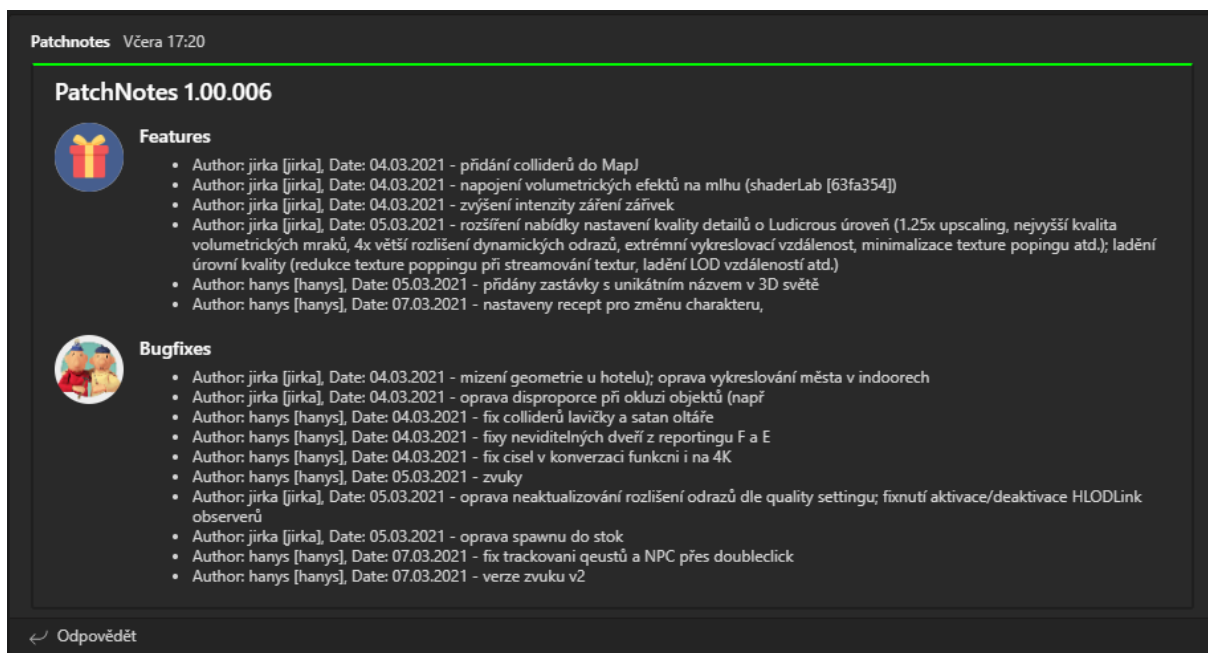 Patchnotes Včera 17:20
PatchNotes 1.00.006
Features
• Author: jirka [jirka], Date: 04.03.2021 - přidání colliderů do MapJ
• Author: jirka [jirka], Date: 04.03.2021 - napojení volumetrických efektů na mlhu (shaderLab [63fa354])
• Author: jirka [jirka], Date: 04.03.2021 - zvýšení intenzity záření zářivek
• Author: jirka [jirka], Date: 05.03.2021 - rozšíření nabídky nastavení kvality detailů o Ludicrous úroveň (1.25x upscaling, nejvyšší kvalita
volumetrických mraků, 4x větší rozlišení dynamických odrazů, extrémní vykreslovací vzdálenost, minimalizace texture popingu atd.); ladění
úrovní kvality (redukce texture poppingu při streamování textur, ladění LOD vzdáleností atd.)
• Author: hanys [hanys], Date: 05.03.2021 - přidány zastávky s unikátním názvem v 3D světě
• Author: hanys [hanys], Date: 07.03.2021 - nastaveny recept pro změnu charakteru,
Bugfixes
• Author: jirka [jirka], Date: 04.03.2021 - mizení geometrie u hotelu); oprava vykreslování města v indoorech
• Author: jirka [jirka], Date: 04.03.2021 - oprava disproporce při okluzi objektů (např
• Author: hanys [hanys], Date: 04.03.2021 - fix colliderů lavičky a satan oltáře
• Author: hanys [hanys], Date: 04.03.2021 - fixy neviditelných dveří z reportingu F a E
• Author: hanys [hanys], Date: 04.03.2021 - fix cisel v konverzaci funkcni i na 4K
• Author: hanys [hanys], Date: 05.03.2021 - zvuky
• Author: jirka [jirka], Date: 05.03.2021 - oprava neaktualizování rozlišení odrazů dle quality settingu; fixnutí aktivace/deaktivace HLODLink
observerů
• Author: jirka [jirka], Date: 05.03.2021 - oprava spawnu do stok
• Author: hanys [hanys], Date: 07.03.2021 - fix trackovani qeustů a NPC přes doubleclick
• Author: hanys [hanys], Date: 07.03.2021 - verze zvuku v2
Odpovědět